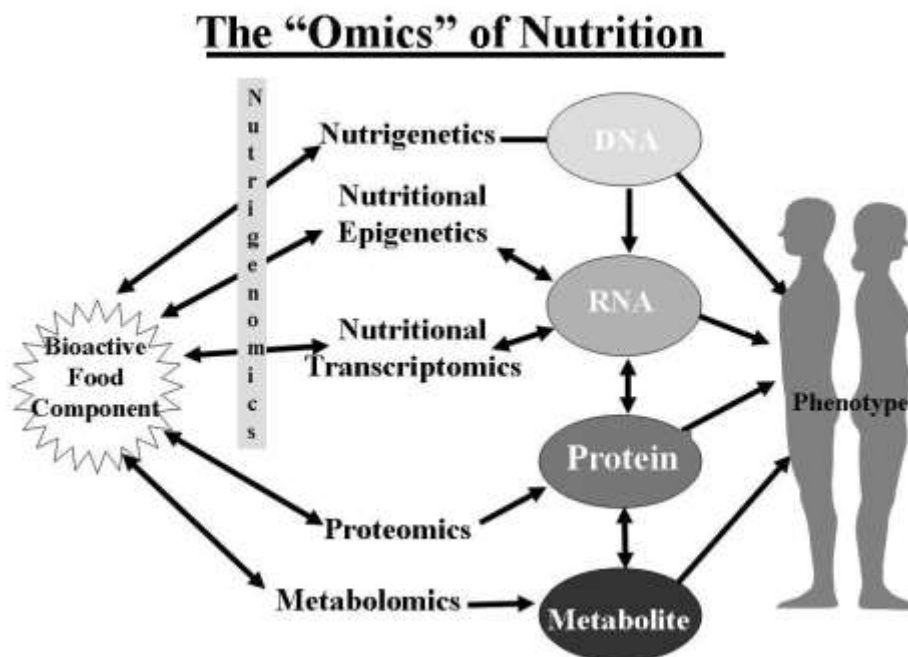 The “Omics” of Nutrition
Nutrigenomics
Nutrigenetics
DNA
Nutritional
Epigenetics
RNA
Bioactive
Food
Component
Nutritional
Transcriptomics
Phenotype
Protein
Proteomics
Metabolomics
Metabolite